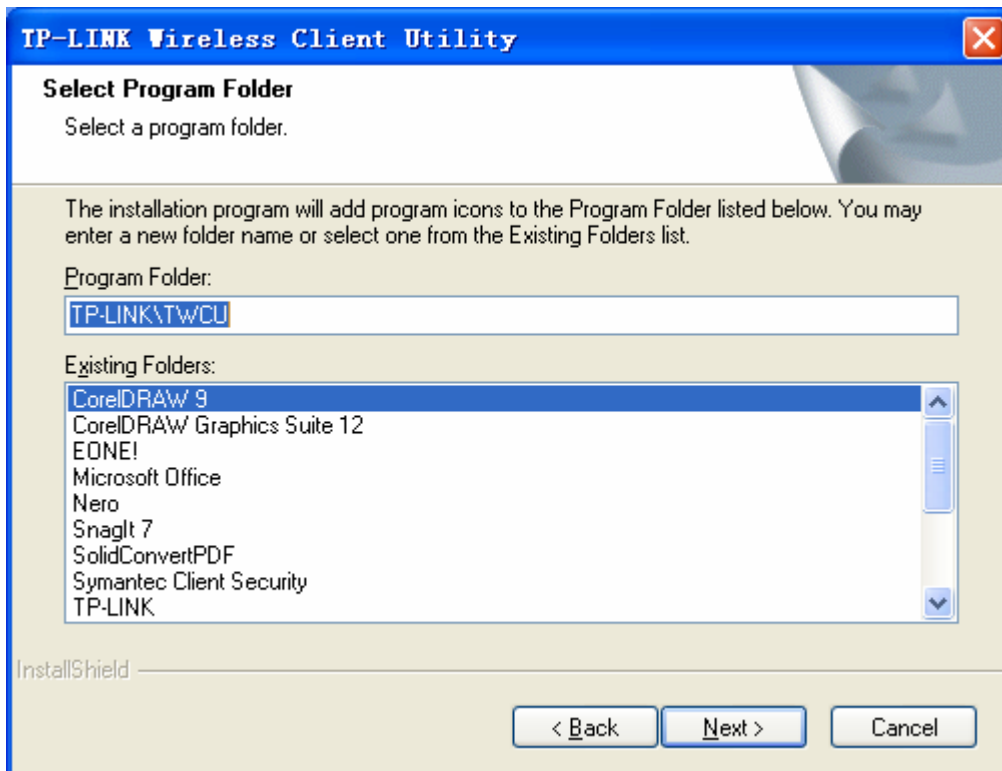 TP-LINK Wireless Client Utility
Select Program Folder
Select a program folder.
The installation program will add program icons to the Program Folder listed below. You may
enter a new folder name or select one from the Existing Folders list.
Program Folder:
TP-LINK\TWCU
Existing Folders:
CorelDRAW 9
CorelDRAW Graphics Suite 12
EONE!
Microsoft Office
Nero
SnagIt 7
SolidConvertPDF
Symantec Client Security
TP-LINK
InstallShield
< Back Next > Cancel